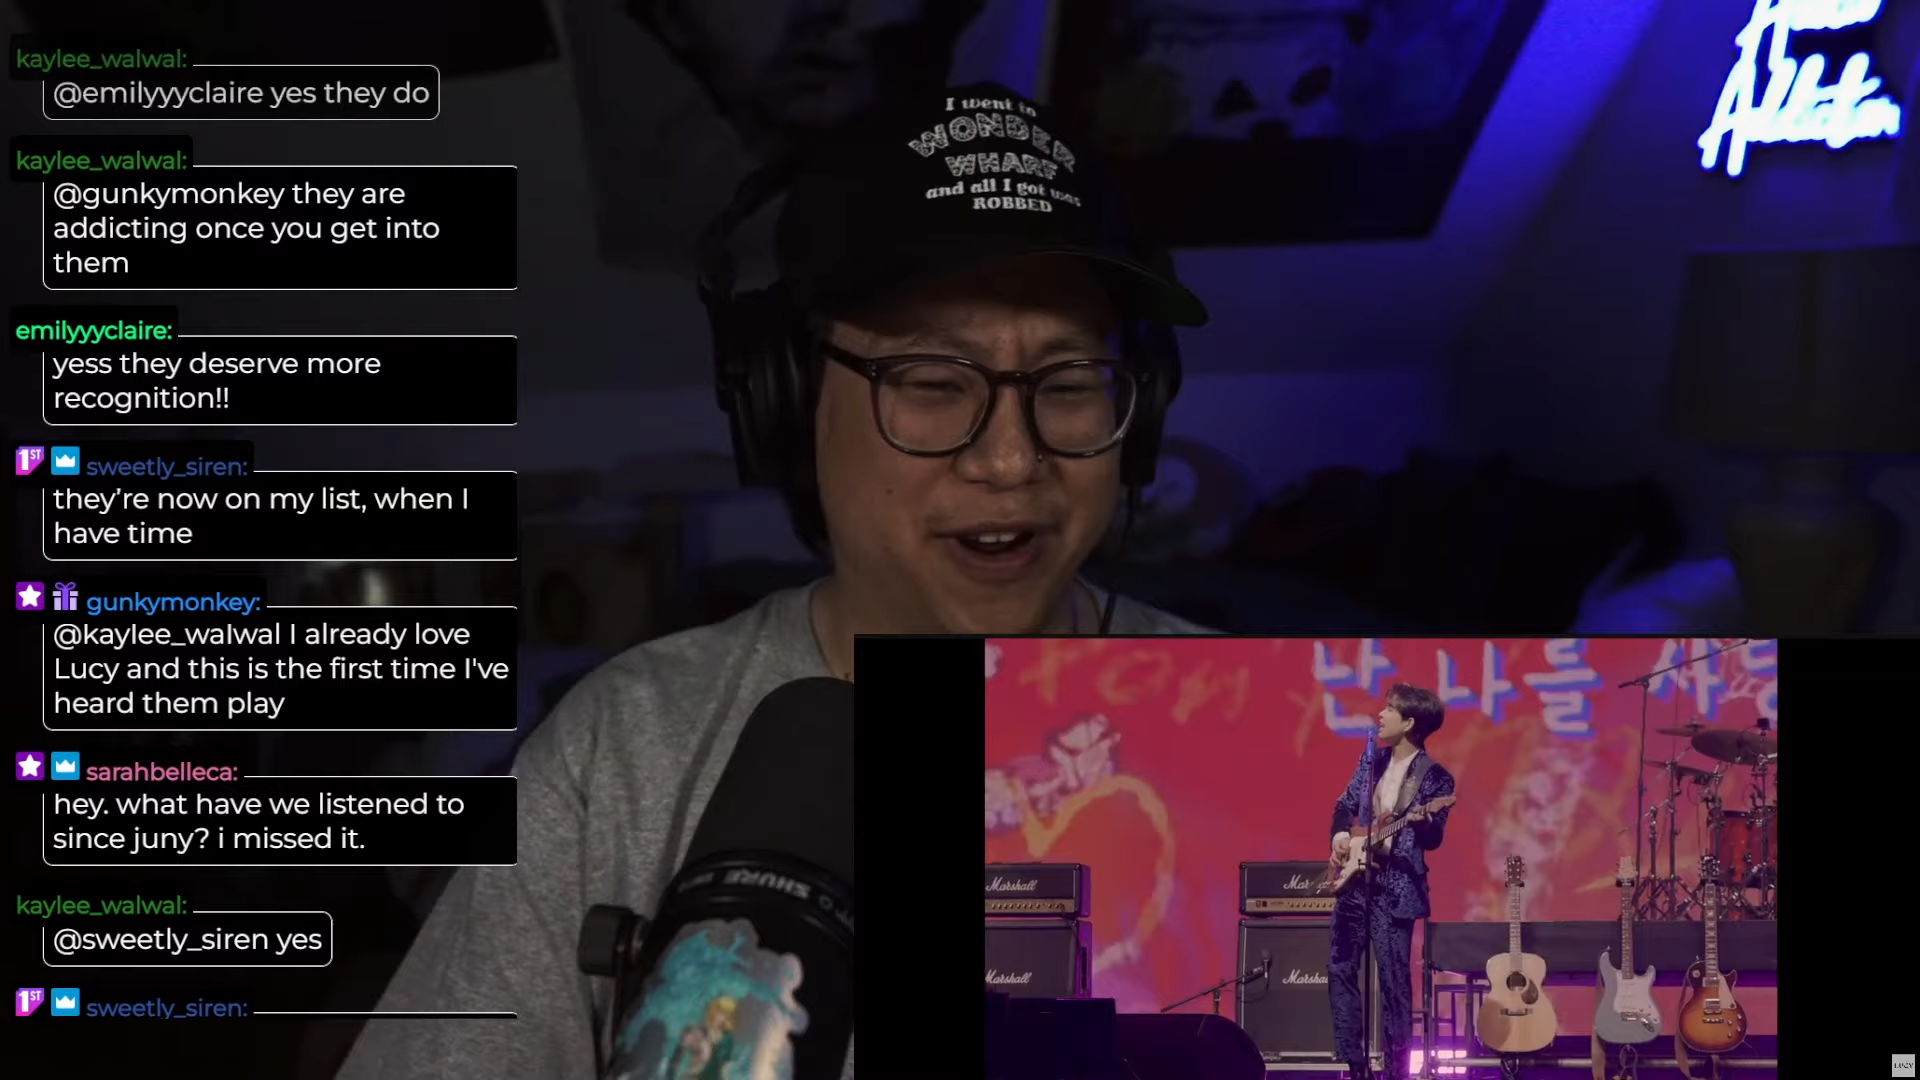 kaylee_walwal:
@emilyyyclaire yes they do
kaylee_walwal:
@gunkymonkey they are
addicting once you get into
them
emilyyyclaire:
yess they deserve more
recognition!!
1ST sweetly_siren:
they're now on my list, when I
have time
gunkymonkey:
@kaylee_walwal I already love
Lucy and this is the first time I've
heard them play
sarahbelleca:
hey. what have we listened to
since juny? i missed it.
kaylee_walwal:
@sweetly_siren yes
1ST sweetly_siren:
I went to
WONDER
WHARF
and all I got was
ROBBED
SHURE
난 나를 사
Marshall
Marshall
Marshall
LUCY